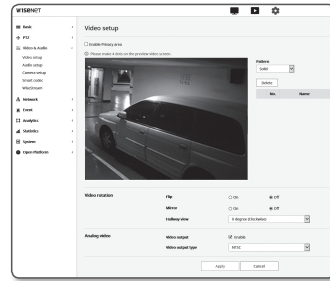 WISENET
Basic
PTZ
Video & Audio
Video setup
Audio setup
Camera setup
Smart codec
WiseStream
Network
Event
Analytics
Statistics
System
Open Platform
Video setup
Enable Privacy area
Please make 4 dots on the preview video screen.
Pattern
Solid
Delete
No. Name
Video rotation
Flip On Off
Mirror On Off
Hallway view 0 degree (Clockwise)
Analog video
Video output Enable
Video output type NTSC
Apply Cancel